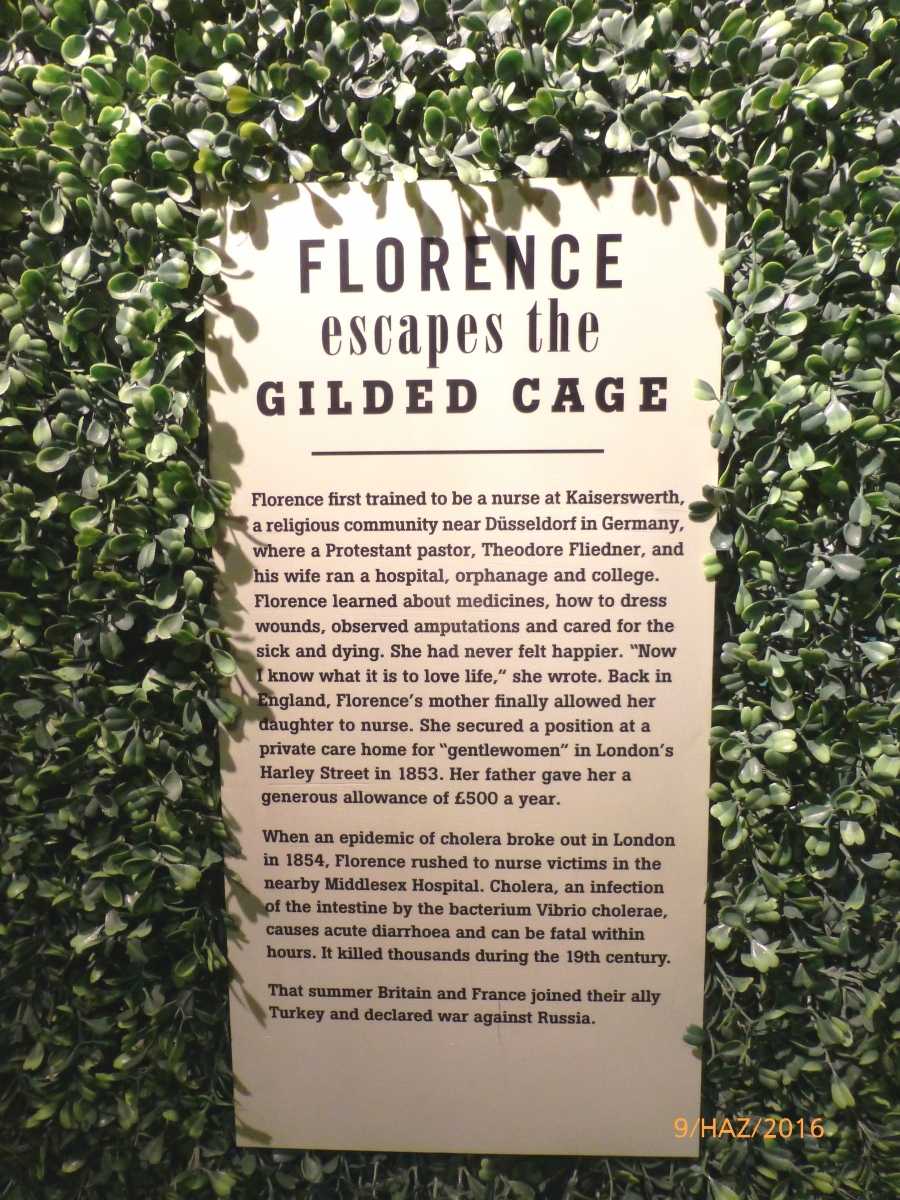 FLORENCE
escapes the
GILDED CAGE
Florence first trained to be a nurse at Kaiserswerth,
a religious community near Düsseldorf in Germany,
where a Protestant pastor, Theodore Fliedner, and
his wife ran a hospital, orphanage and college.
Florence learned about medicines, how to dress
wounds, observed amputations and cared for the
sick and dying. She had never felt happier. “Now
I know what it is to love life,” she wrote. Back in
England, Florence’s mother finally allowed her
daughter to nurse. She secured a position at a
private care home for “gentlewomen” in London’s
Harley Street in 1853. Her father gave her a
generous allowance of £500 a year.
When an epidemic of cholera broke out in London
in 1854, Florence rushed to nurse victims in the
nearby Middlesex Hospital. Cholera, an infection
of the intestine by the bacterium Vibrio cholerae,
causes acute diarrhoea and can be fatal within
hours. It killed thousands during the 19th century.
That summer Britain and France joined their ally
Turkey and declared war against Russia.
9/HAZ/2016